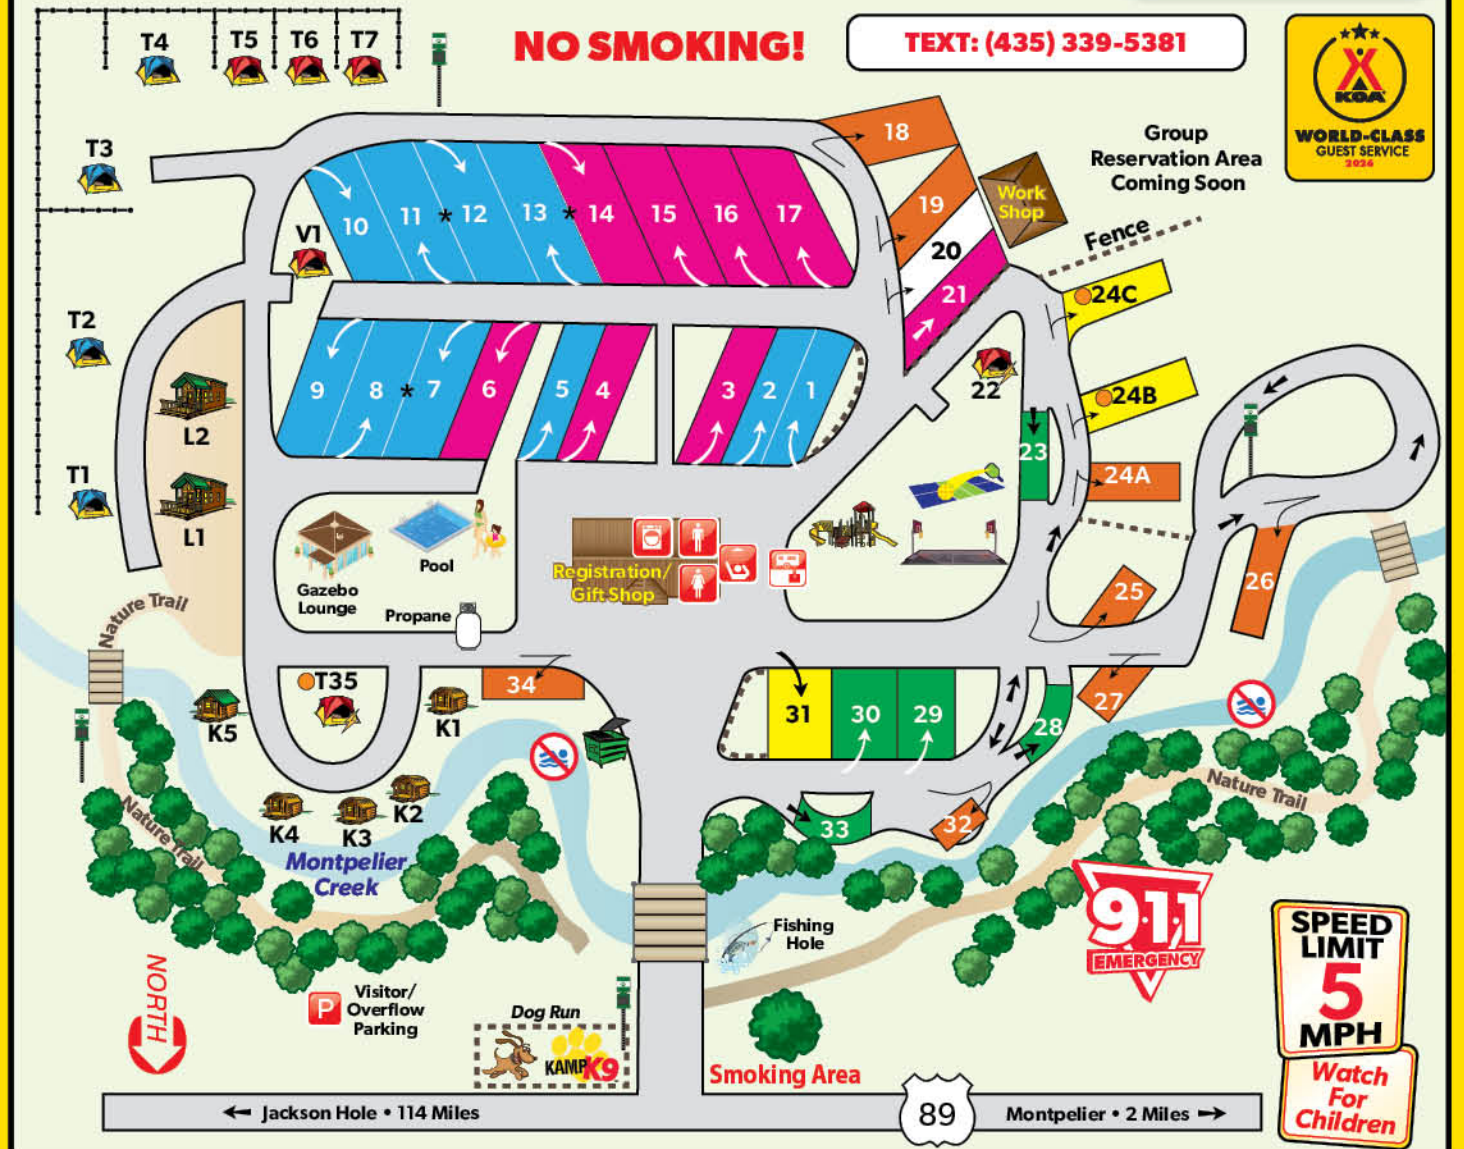 T4
T5
T6
T7
NO SMOKING!
TEXT: (435) 339-5381
KOA
WORLD-CLASS
GUEST SERVICE
2026
T3
18
Group
Reservation Area
Coming Soon
Work
Shop
19
20
21
Fence
V1
10
11 * 12
13 * 14
15
16
17
24C
T2
9
8 * 7
6
5
4
3
2
1
22
24B
L2
23
24A
T1
L1
Gazebo
Lounge
Pool
Registration/
Gift Shop
Propane
25
26
Nature Trail
T35
34
K5
K1
31
30
29
28
27
K4
K3
K2
33
32
Nature Trail
Nature Trail
Montpelier
Creek
Fishing
Hole
911
EMERGENCY
SPEED
LIMIT
5
MPH
NORTH
P
Visitor/
Overflow
Parking
Dog Run
KAMPK9
Smoking Area
Watch
For
Children
Jackson Hole • 114 Miles
89
Montpelier • 2 Miles